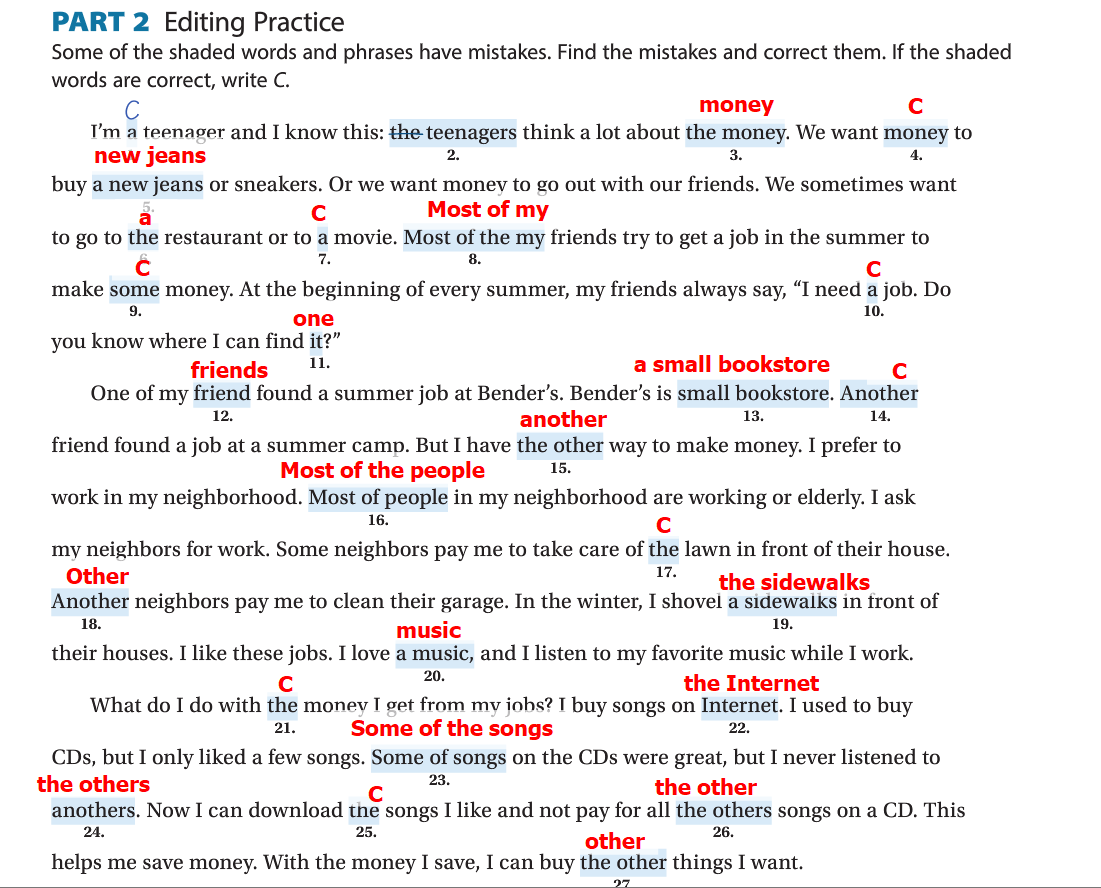 PART 2 Editing Practice
Some of the shaded words and phrases have mistakes. Find the mistakes and correct them. If the shaded
words are correct, write C.
C money C
I'm a teenager and I know this: the teenagers think a lot about the money. We want money to
new jeans 2. 3. 4.
buy a new jeans or sneakers. Or we want money to go out with our friends. We sometimes want
5.
a C Most of my
to go to the restaurant or to a movie. Most of the my friends try to get a job in the summer to
6. 7. 8.
C C
make some money. At the beginning of every summer, my friends always say, “I need a job. Do
9. one 10.
you know where I can find it?”
friends 11. a small bookstore C
One of my friend found a summer job at Bender's. Bender's is small bookstore. Another
12. another 13. 14.
friend found a job at a summer camp. But I have the other way to make money. I prefer to
Most of the people 15.
work in my neighborhood. Most of people in my neighborhood are working or elderly. I ask
16. C
my neighbors for work. Some neighbors pay me to take care of the lawn in front of their house.
Other 17. the sidewalks
Another neighbors pay me to clean their garage. In the winter, I shovel a sidewalks in front of
18. music 19.
their houses. I like these jobs. I love a music, and I listen to my favorite music while I work.
20.
C the Internet
What do I do with the money I get from my jobs? I buy songs on Internet. I used to buy
21. Some of the songs 22.
CDs, but I only liked a few songs. Some of songs on the CDs were great, but I never listened to
23.
the others C the other
anothers. Now I can download the songs I like and not pay for all the others songs on a CD. This
24. 25. 26.
other
helps me save money. With the money I save, I can buy the other things I want.
27